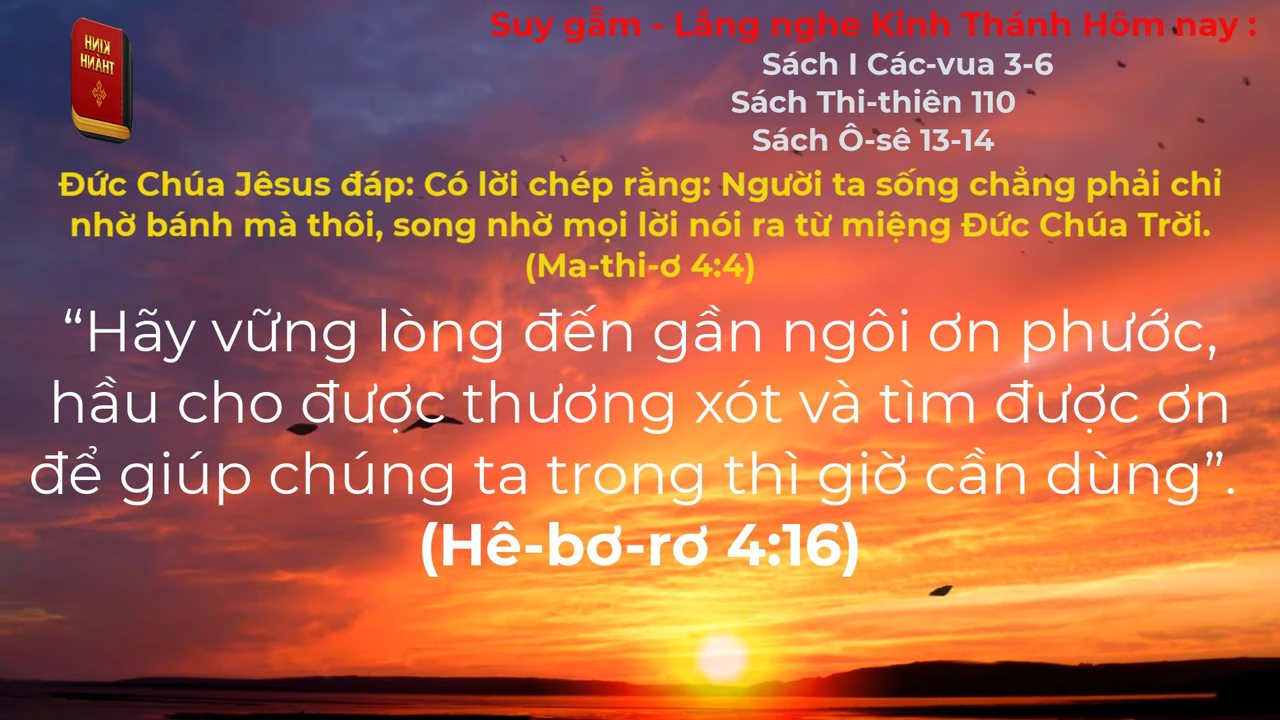 Suy gẫm - Lắng nghe Kinh Thánh Hôm nay :
Sách I Các-vua 3-6
Sách Thi-thiên 110
Sách Ô-sê 13-14
KINH
THÁNH
Đức Chúa Jêsus đáp: Có lời chép rằng: Người ta sống chẳng phải chỉ
nhờ bánh mà thôi, song nhờ mọi lời nói ra từ miệng Đức Chúa Trời.
(Ma-thi-ơ 4:4)
“Hãy vững lòng đến gần ngôi ơn phước,
hầu cho được thương xót và tìm được ơn
để giúp chúng ta trong thì giờ cần dùng”.
(Hê-bơ-rơ 4:16)